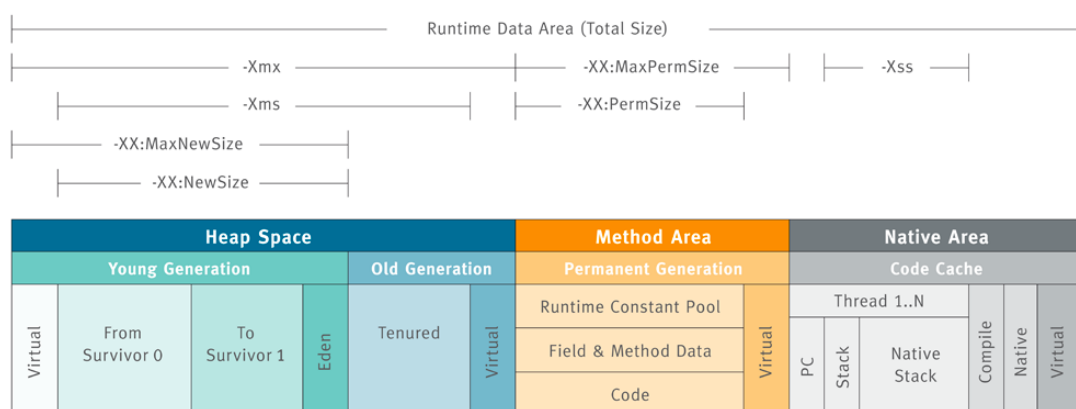 Runtime Data Area (Total Size)
-Xmx -XX:MaxPermSize -Xss
-Xms -XX:PermSize
-XX:MaxNewSize
-XX:NewSize
Heap Space Method Area Native Area
Young Generation Old Generation Permanent Generation Code Cache
Virtual
From
Survivor 0
To
Survivor 1
Eden
Tenured
Virtual
Runtime Constant Pool
Field & Method Data
Code
Virtual
Thread 1..N
PC
Stack
Native
Stack
Compile
Native
Virtual